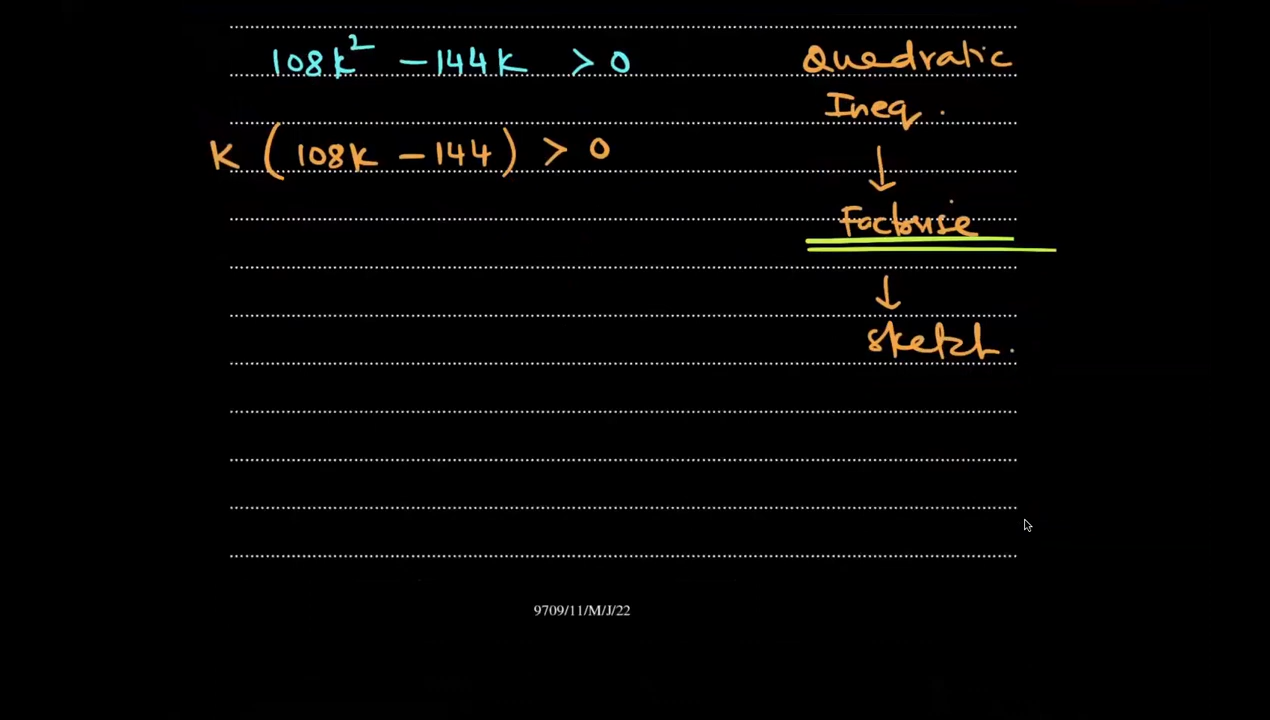 108k² - 144k > 0
k (108k - 144) > 0
Quadratic
Ineq.
↓
Factorise
↓
sketch.
9709/11/M/J/22